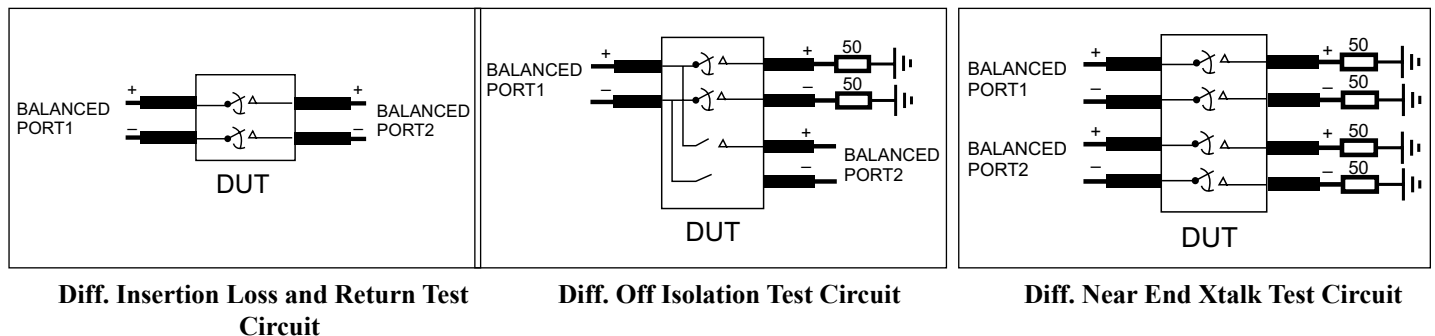 +
BALANCED
PORT1
–
+
BALANCED
PORT2
–
DUT
Diff. Insertion Loss and Return Test
Circuit
+
BALANCED
PORT1
–
+
50
–
50
+
BALANCED
PORT2
–
DUT
Diff. Off Isolation Test Circuit
+
BALANCED
PORT1
–
+
BALANCED
PORT2
–
+
50
–
50
+
50
–
50
DUT
Diff. Near End Xtalk Test Circuit